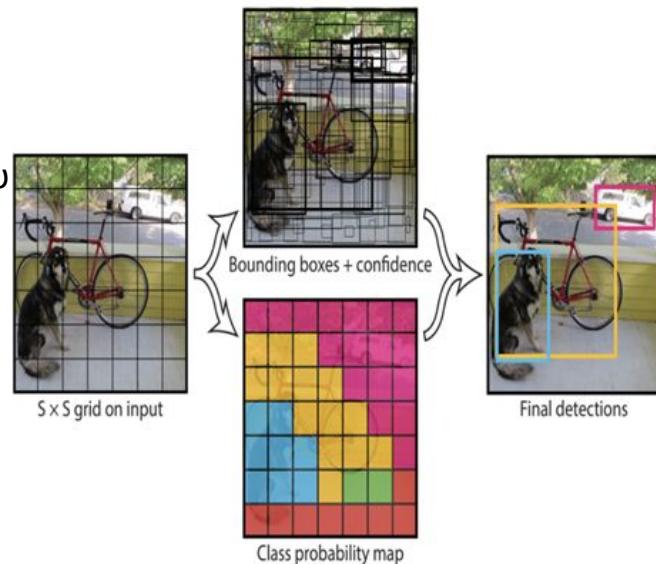 Bounding boxes + confidence
S × S grid on input
Final detections
Class probability map